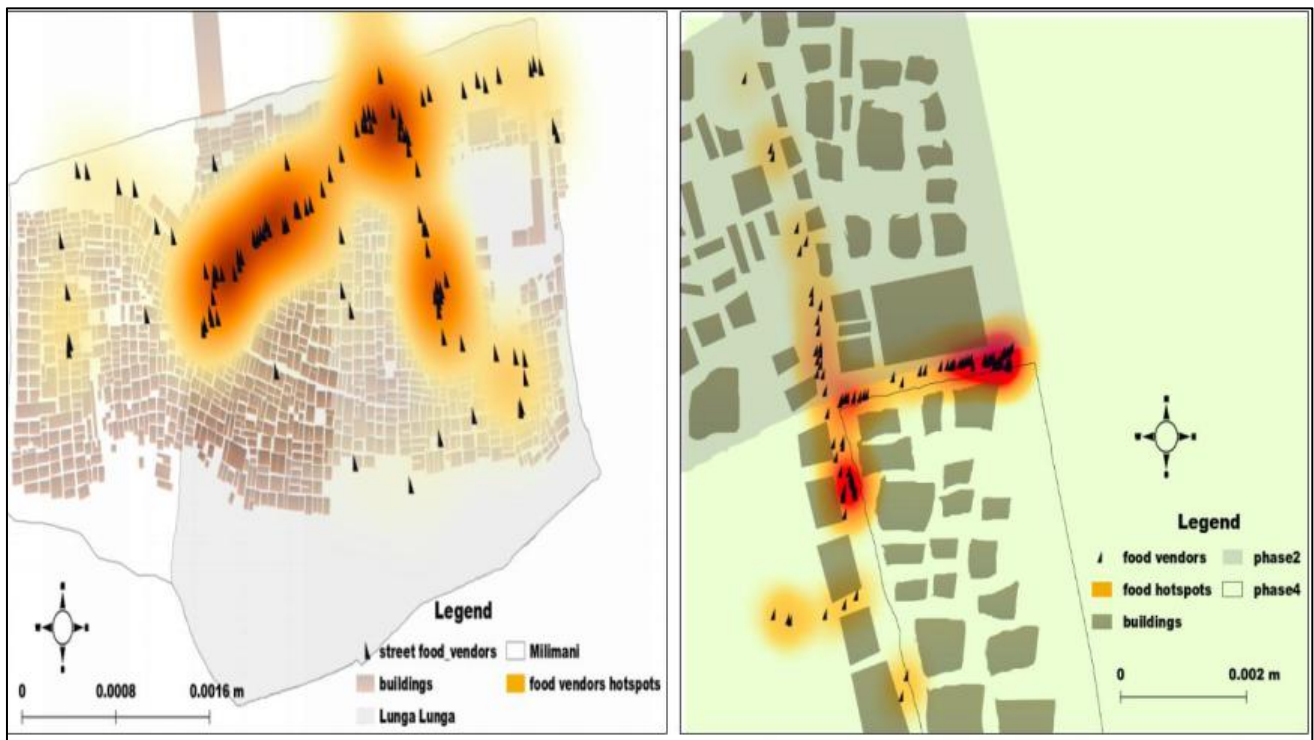 Legend
street food_vendors
Milimani
buildings
food vendors hotspots
Lunga Lunga
0
0.0008
0.0016 m
Legend
food vendors
phase2
food hotspots
phase4
buildings
0
0.002 m